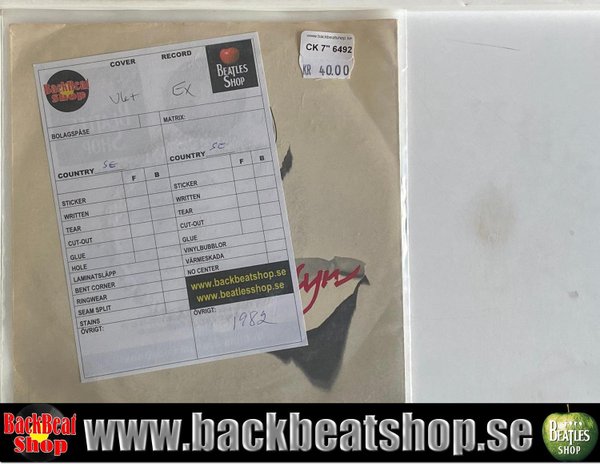 www.backbeatshop.se
CK 7" 6492
KR 40.00
COVER RECORD
BackBeat Shop
BEATLES SHOP
Vg+ EX
BOLAGSPÅSE MATRIX:
COUNTRY SE COUNTRY SE
F B F B
STICKER STICKER
WRITTEN WRITTEN
TEAR TEAR
CUT-OUT CUT-OUT
GLUE GLUE
HOLE VINYLBUBBLOR
LAMINATSLÄPP VÄRMESKADA
BENT CORNER NO CENTER
RINGWEAR
SEAM SPLIT
STAINS
www.backbeatshop.se
www.beatlesshop.se
ÖVRIGT: ÖVRIGT:
1982
BackBeat Shop www.backbeatshop.se BEATLES SHOP